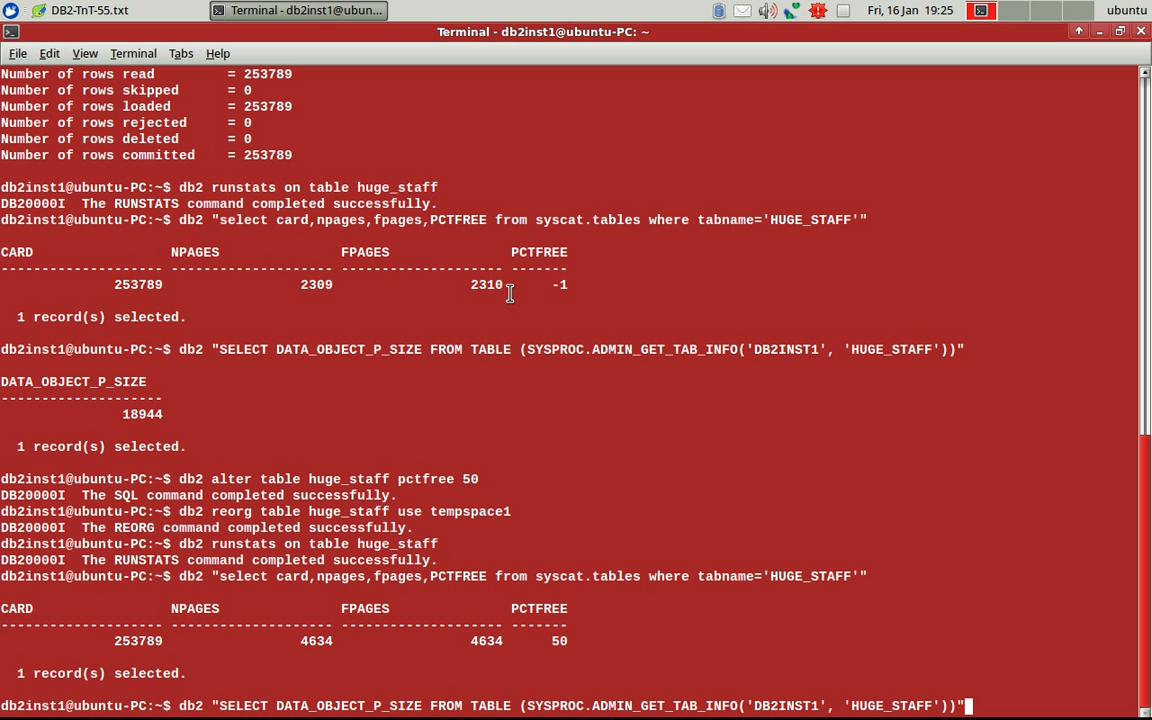 DB2-TnT-55.txt
Terminal - db2inst1@ubun...
Fri, 16 Jan 19:25
ubuntu
Terminal - db2inst1@ubuntu-PC: ~
File Edit View Terminal Tabs Help
Number of rows read         = 253789
Number of rows skipped      = 0
Number of rows loaded       = 253789
Number of rows rejected     = 0
Number of rows deleted      = 0
Number of rows committed    = 253789
db2inst1@ubuntu-PC:~$ db2 runstats on table huge_staff
DB20000I  The RUNSTATS command completed successfully.
db2inst1@ubuntu-PC:~$ db2 "select card,npages,fpages,PCTFREE from syscat.tables where tabname='HUGE_STAFF'"
CARD                 NPAGES               FPAGES               PCTFREE
-------------------- -------------------- -------------------- -------
              253789                 2309                 2310      -1
  1 record(s) selected.
db2inst1@ubuntu-PC:~$ db2 "SELECT DATA_OBJECT_P_SIZE FROM TABLE (SYSPROC.ADMIN_GET_TAB_INFO('DB2INST1', 'HUGE_STAFF'))"
DATA_OBJECT_P_SIZE
--------------------
               18944
  1 record(s) selected.
db2inst1@ubuntu-PC:~$ db2 alter table huge_staff pctfree 50
DB20000I  The SQL command completed successfully.
db2inst1@ubuntu-PC:~$ db2 reorg table huge_staff use tempspace1
DB20000I  The REORG command completed successfully.
db2inst1@ubuntu-PC:~$ db2 runstats on table huge_staff
DB20000I  The RUNSTATS command completed successfully.
db2inst1@ubuntu-PC:~$ db2 "select card,npages,fpages,PCTFREE from syscat.tables where tabname='HUGE_STAFF'"
CARD                 NPAGES               FPAGES               PCTFREE
-------------------- -------------------- -------------------- -------
              253789                 4634                 4634      50
  1 record(s) selected.
db2inst1@ubuntu-PC:~$ db2 "SELECT DATA_OBJECT_P_SIZE FROM TABLE (SYSPROC.ADMIN_GET_TAB_INFO('DB2INST1', 'HUGE_STAFF'))"